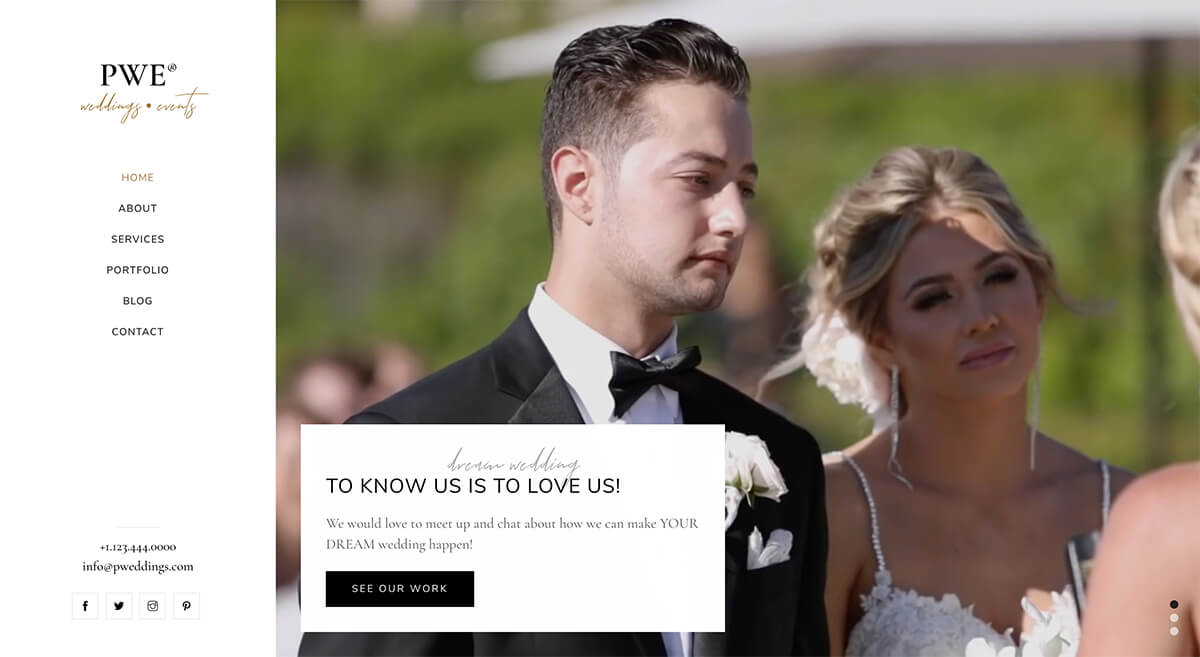 PWE®
weddings • events
HOME
ABOUT
SERVICES
PORTFOLIO
BLOG
CONTACT
+1.123.444.0000
info@pweddings.com
dream wedding
TO KNOW US IS TO LOVE US!
We would love to meet up and chat about how we can make YOUR
DREAM wedding happen!
SEE OUR WORK